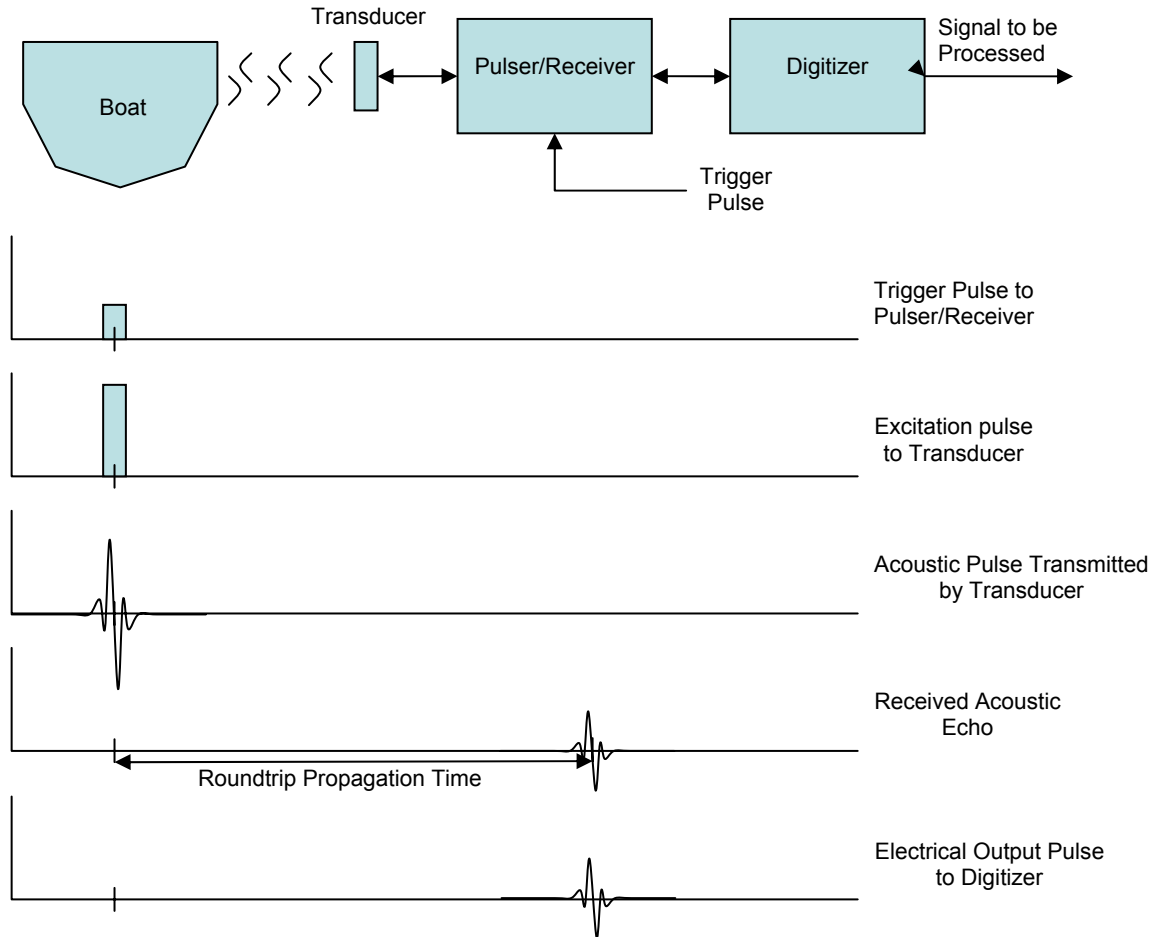 Transducer
Signal to be
Processed
Boat
Pulser/Receiver
Digitizer
Trigger
Pulse
Trigger Pulse to
Pulser/Receiver
Excitation pulse
to Transducer
Acoustic Pulse Transmitted
by Transducer
Received Acoustic
Echo
Roundtrip Propagation Time
Electrical Output Pulse
to Digitizer